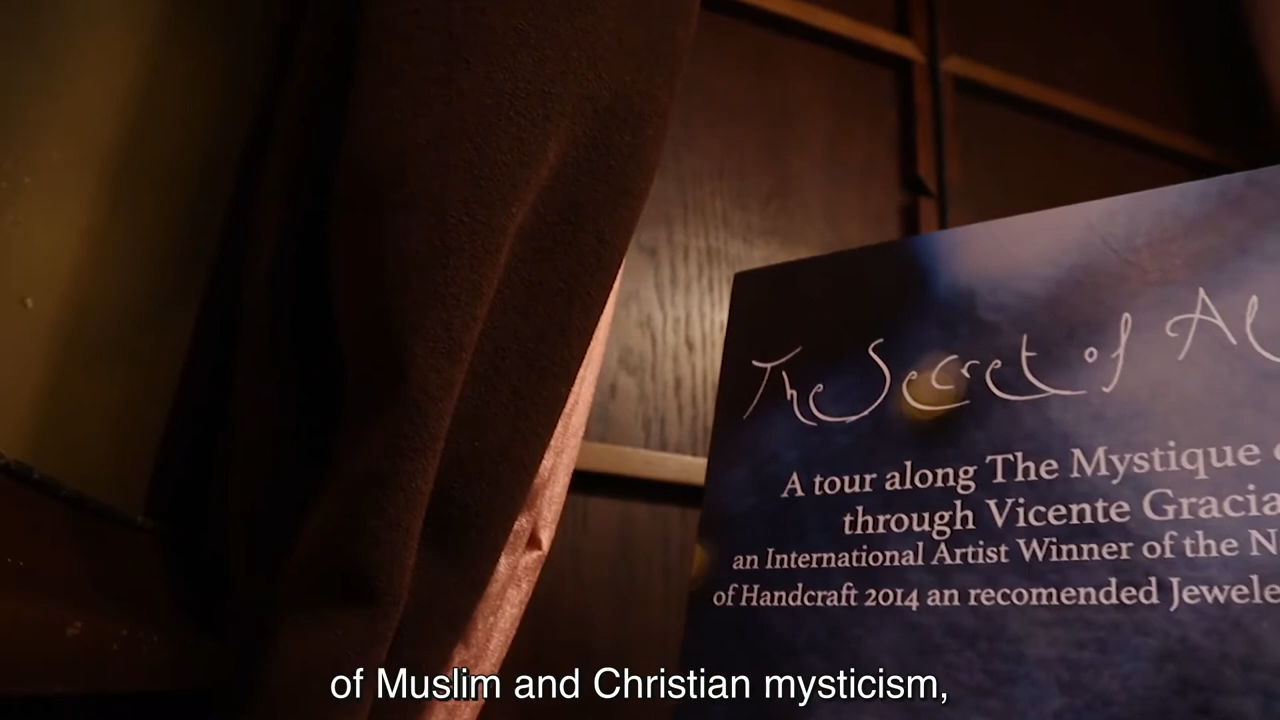 The Secret of Al
A tour along The Mystique
through Vicente Gracia
an International Artist Winner of the N
of Handcraft 2014 an recomended Jewele
of Muslim and Christian mysticism,